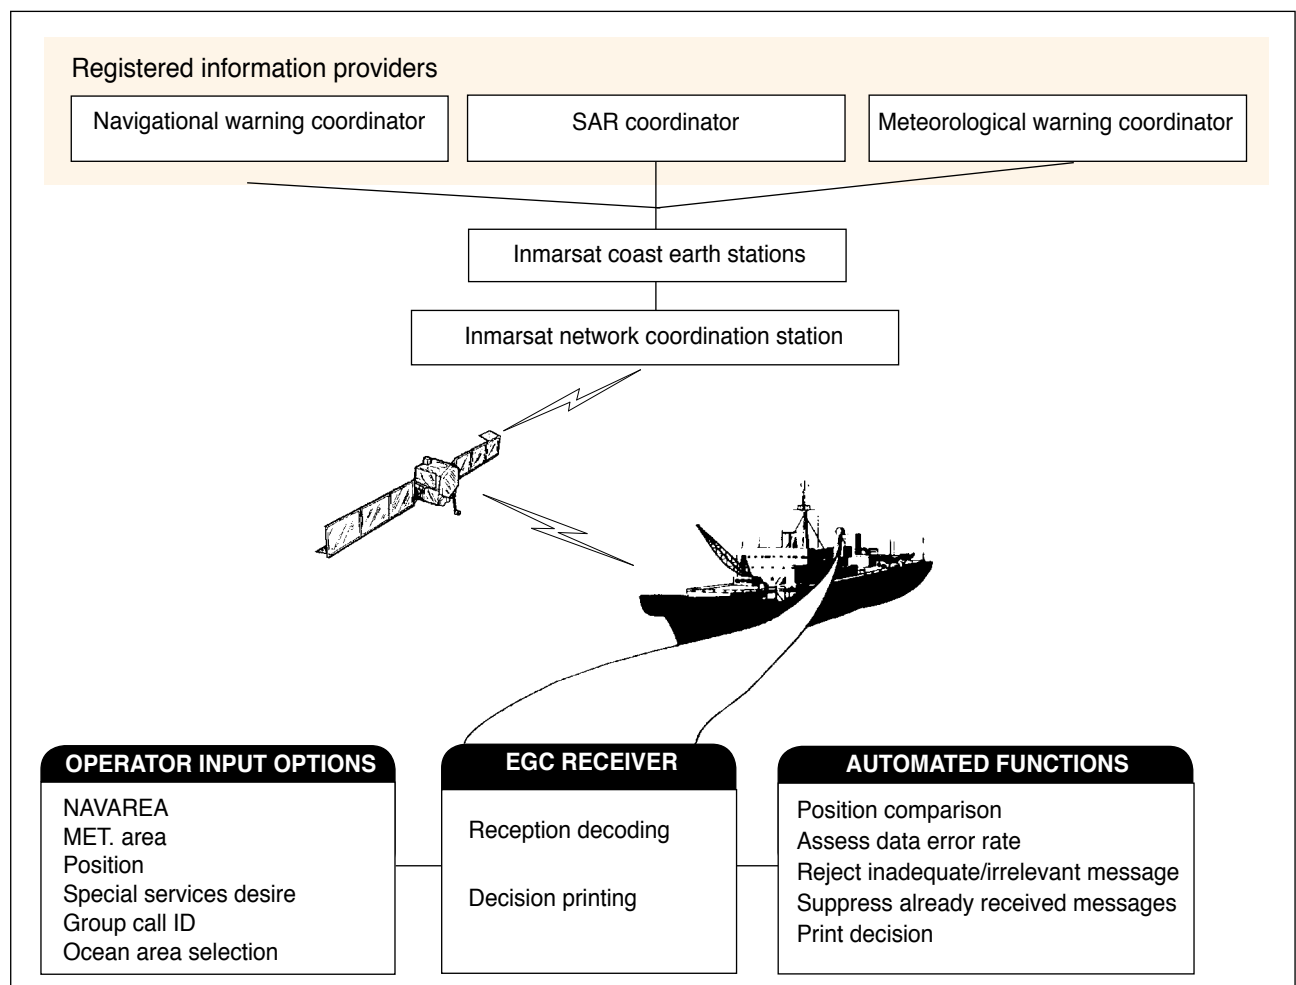 Registered information providers
Navigational warning coordinator
SAR coordinator
Meteorological warning coordinator
Inmarsat coast earth stations
Inmarsat network coordination station
OPERATOR INPUT OPTIONS
NAVAREA
MET. area
Position
Special services desire
Group call ID
Ocean area selection
EGC RECEIVER
Reception decoding
Decision printing
AUTOMATED FUNCTIONS
Position comparison
Assess data error rate
Reject inadequate/irrelevant message
Suppress already received messages
Print decision